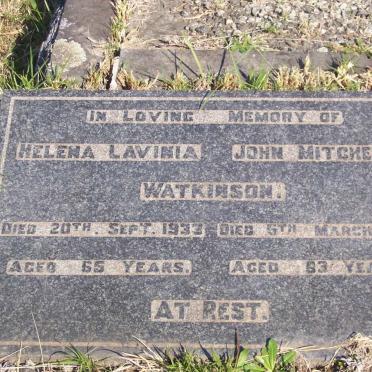 IN LOVING MEMORY OF
HELENA LAVINIA JOHN MITCHE
WATKINSON.
DIED 20TH. SEPT. 1933 DIED 5TH MARCH
AGED 65 YEARS. AGED 83 YEA
AT REST.